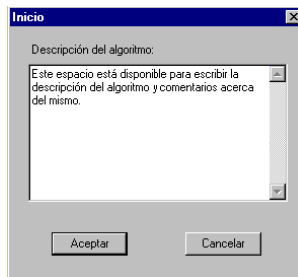 Inicio
Descripción del algoritmo:
Este espacio está disponible para escribir la
descripción del algoritmo y comentarios acerca
del mismo.
Aceptar
Cancelar